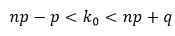 np − p < k₀ < np + q